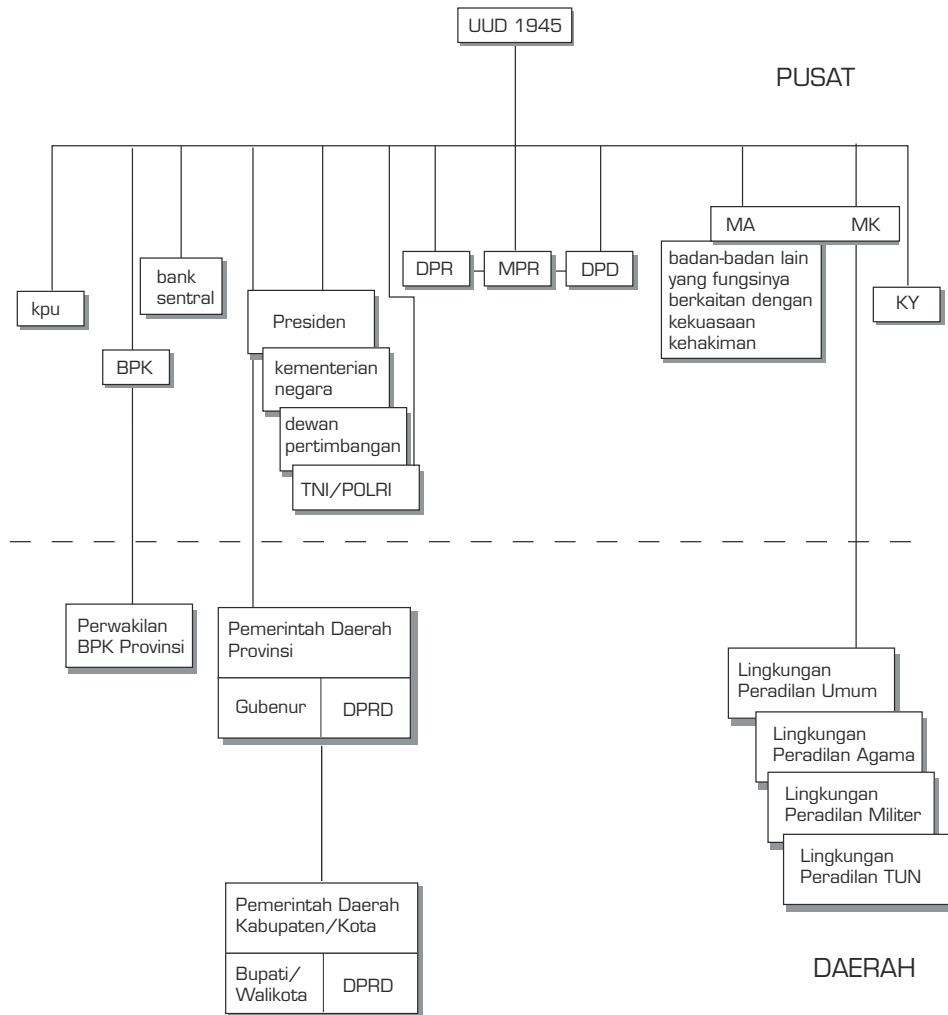 UUD 1945
PUSAT
MA
MK
DPR
MPR
DPD
badan-badan lain
yang fungsinya
berkaitan dengan
kekuasaan
kehakiman
bank
sentral
kpu
KY
Presiden
BPK
kementerian
negara
dewan
pertimbangan
TNI/POLRI
Perwakilan
BPK Provinsi
Pemerintah Daerah
Provinsi
Gubenur
DPRD
Lingkungan
Peradilan Umum
Lingkungan
Peradilan Agama
Lingkungan
Peradilan Militer
Lingkungan
Peradilan TUN
Pemerintah Daerah
Kabupaten/Kota
Bupati/
Walikota
DPRD
DAERAH